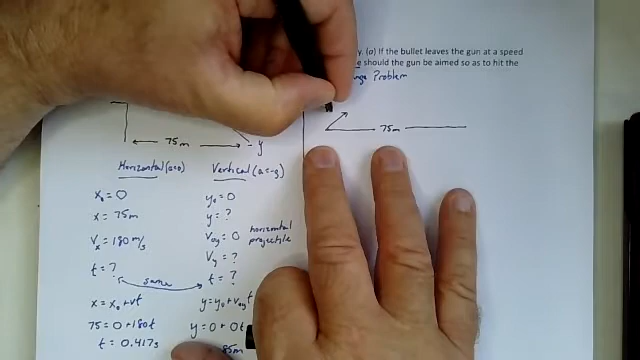 y. (a) If the bullet leaves the gun at a speed
should the gun be aimed so as to hit the
Problem
75m
-y
75m
Horizontal (a=0)
Vertical (a=-g)
x₀=0
x = 75m
Vx = 180 m/s
t = ?
same
y₀ = 0
y = ?
V₀y = 0 horizontal
projectile
Vy = ?
t = ?
x = x₀ + vt
75 = 0 + 180t
t = 0.417s
y = y₀ + V₀yt
y = 0 + 0t
85m